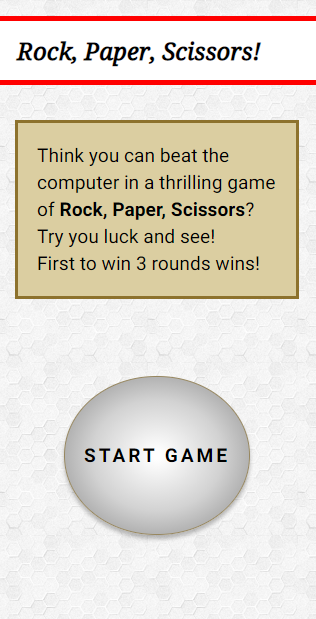 Rock, Paper, Scissors!
Think you can beat the
computer in a thrilling game
of Rock, Paper, Scissors?
Try you luck and see!
First to win 3 rounds wins!
START GAME